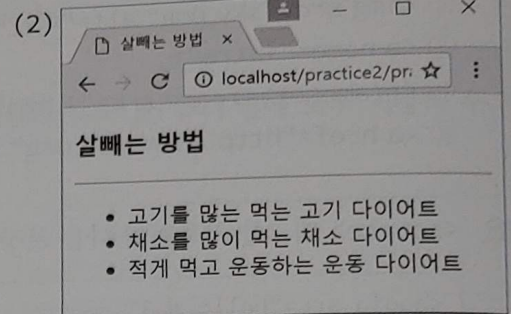 (2)
살빼는 방법 ×
localhost/practice2/pr
살빼는 방법
• 고기를 많는 먹는 고기 다이어트
• 채소를 많이 먹는 채소 다이어트
• 적게 먹고 운동하는 운동 다이어트